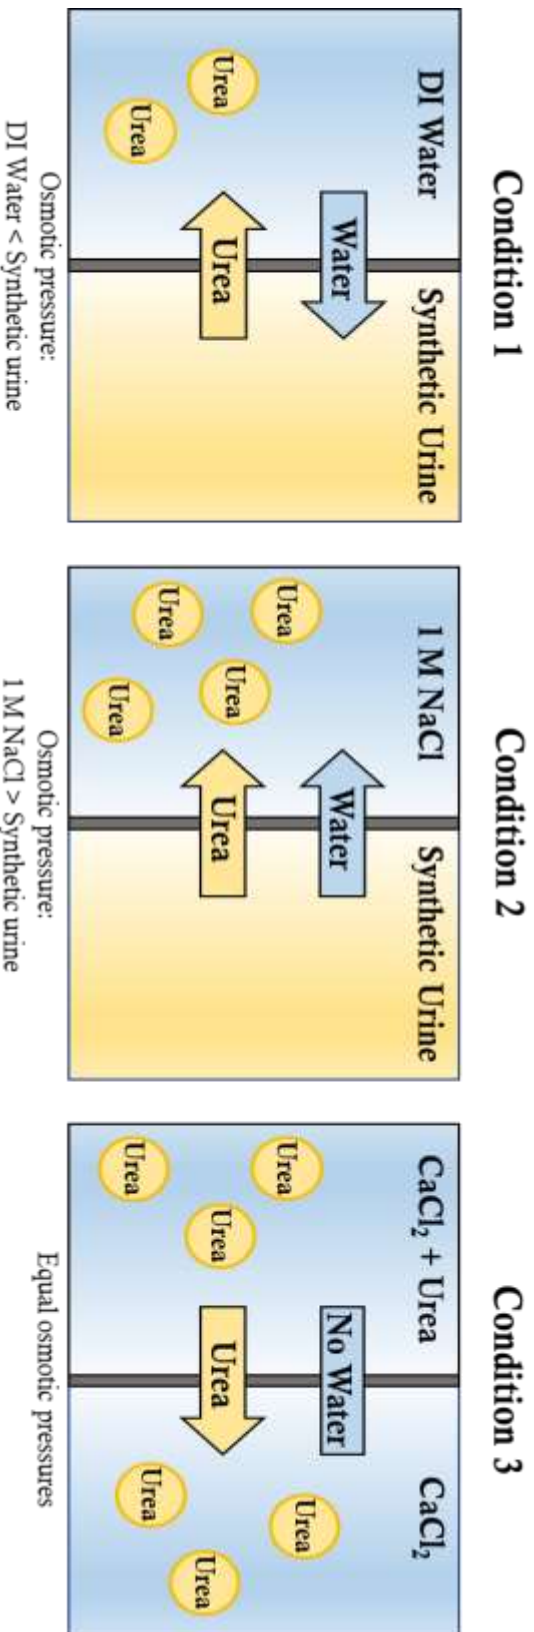 Condition 1
DI Water
Synthetic Urine
Water
Urea
Urea
Urea
Osmotic pressure:
DI Water < Synthetic urine
Condition 2
1 M NaCl
Synthetic Urine
Water
Urea
Urea
Urea
Urea
Urea
Osmotic pressure:
1 M NaCl > Synthetic urine
Condition 3
CaCl₂ + Urea
CaCl₂
No Water
Urea
Urea
Urea
Urea
Urea
Urea
Urea
Equal osmotic pressures